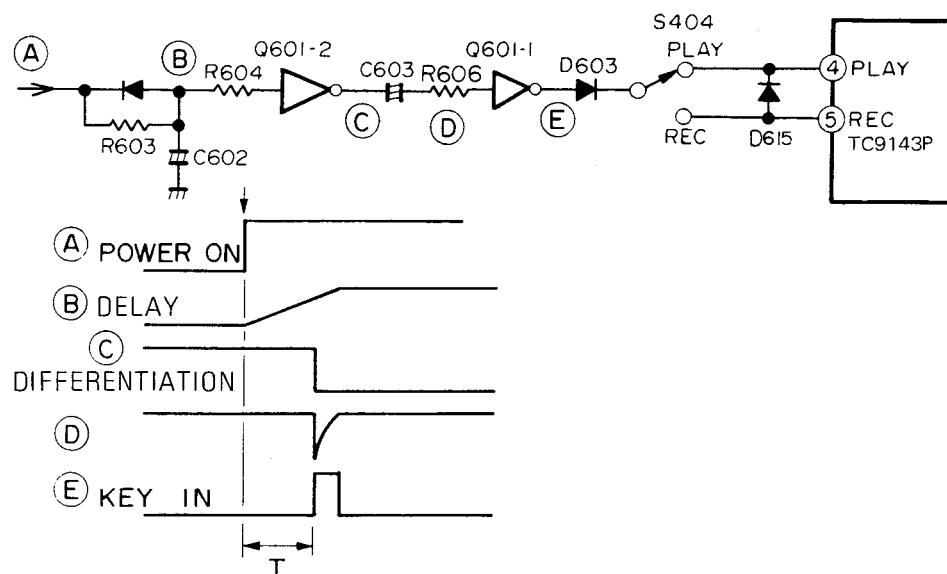 S404
PLAY
A
B
Q601-2
Q601-1
R604
C603
R606
D603
4 PLAY
C
D
E
REC
D615
5 REC
TC9143P
R603
C602
A POWER ON
B DELAY
C
DIFFERENTIATION
D
E KEY IN
T